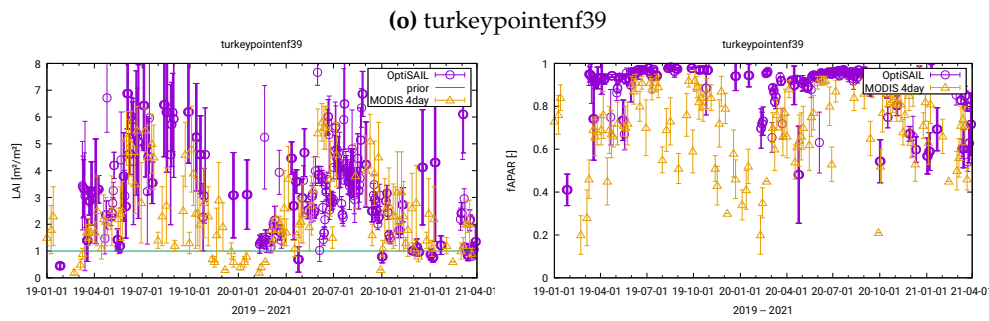 (o) turkeypointenf39
turkeypointenf39
8
7
6
5
4
3
2
1
0
LAI [m²/m²]
OptiSAIL
prior
MODIS 4day
19-01-01 19-04-01 19-07-01 19-10-01 20-01-01 20-04-01 20-07-01 20-10-01 21-01-01 21-04-01
2019 – 2021
turkeypointenf39
1
0.8
0.6
0.4
0.2
0
fAPAR [-]
OptiSAIL
MODIS 4day
19-01-01 19-04-01 19-07-01 19-10-01 20-01-01 20-04-01 20-07-01 20-10-01 21-01-01 21-04-01
2019 – 2021